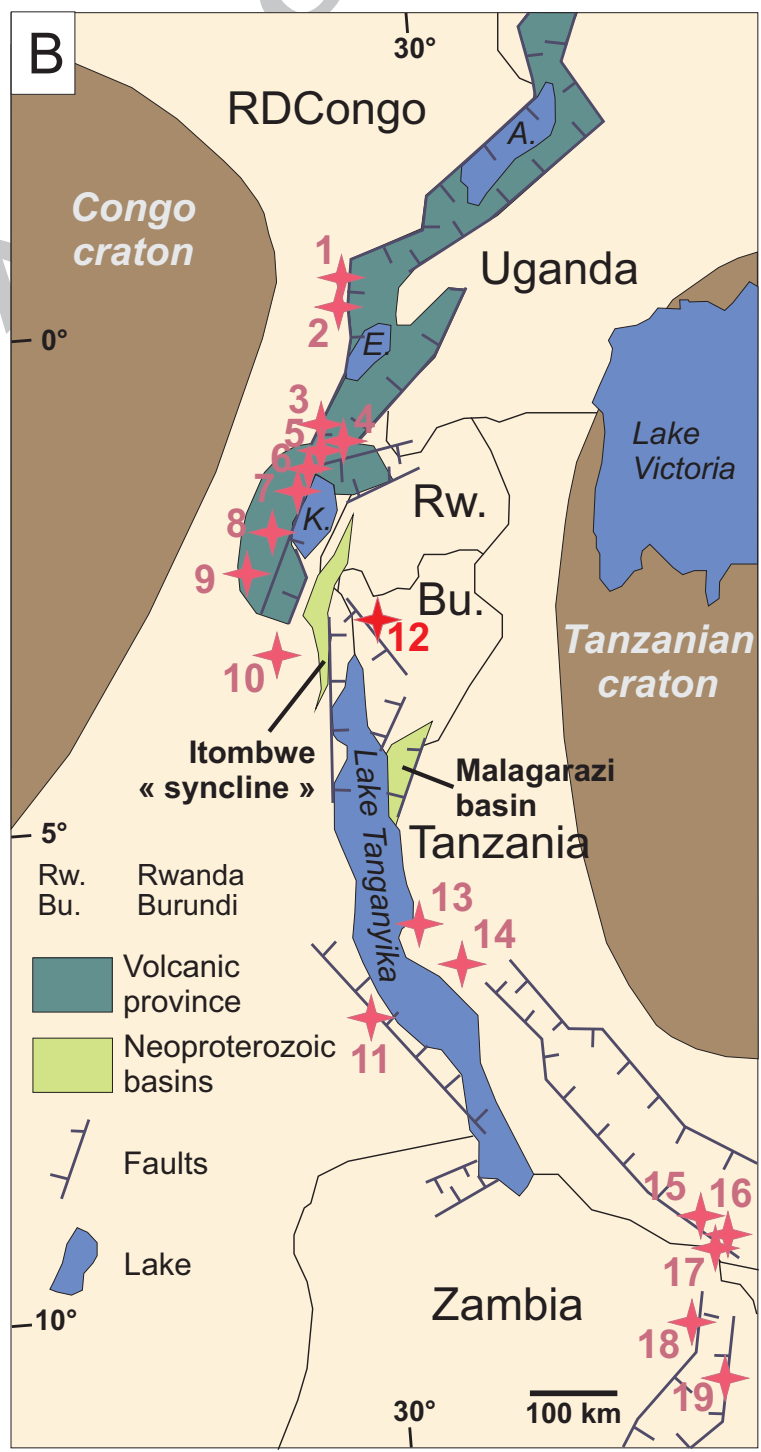 B
30°
RDCongo
A.
Congo
craton
1
Uganda
2
0°
E.
3
4
5
6
Lake
Victoria
7
K.
Rw.
8
9
Bu.
12
Tanzanian
craton
10
Itombwe
« syncline »
Lake Tanganyika
Malagarazi
basin
5°
Tanzania
Rw. Rwanda
Bu. Burundi
13
14
Volcanic
province
11
Neoproterozoic
basins
Faults
15 16
Lake
17
Zambia
10°
18
19
30°
100 km